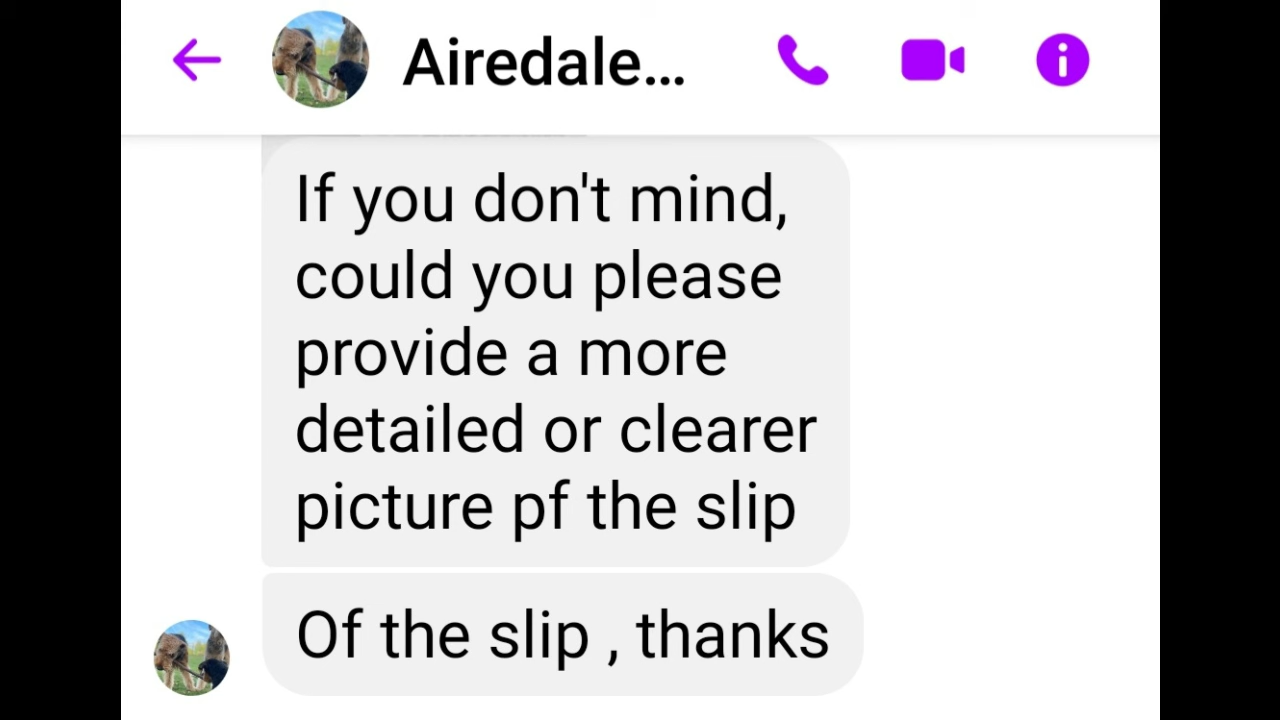 Airedale...
If you don't mind,
could you please
provide a more
detailed or clearer
picture pf the slip
Of the slip , thanks